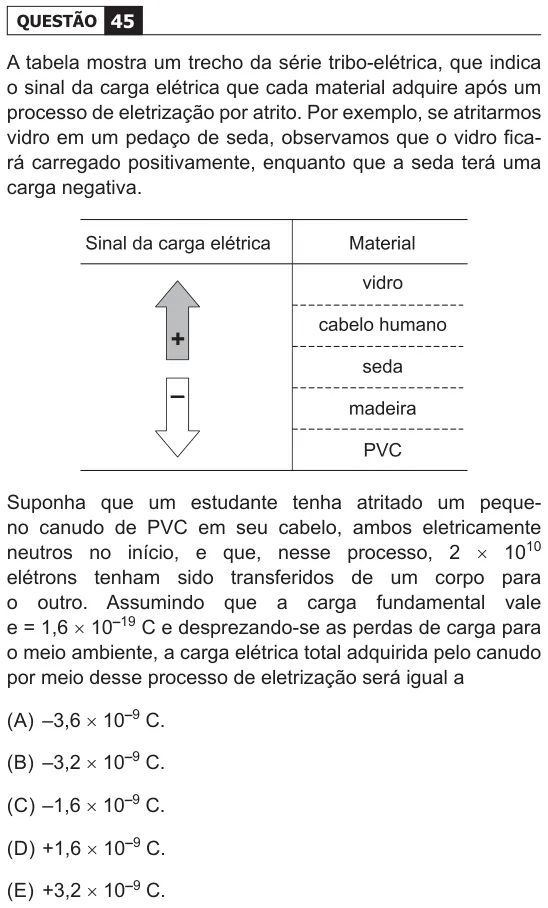 QUESTÃO 45
A tabela mostra um trecho da série tribo-elétrica, que indica
o sinal da carga elétrica que cada material adquire após um
processo de eletrização por atrito. Por exemplo, se atritarmos
vidro em um pedaço de seda, observamos que o vidro fica-
rá carregado positivamente, enquanto que a seda terá uma
carga negativa.
Sinal da carga elétrica Material
vidro
cabelo humano
+
seda
–
madeira
PVC
Suponha que um estudante tenha atritado um peque-
no canudo de PVC em seu cabelo, ambos eletricamente
neutros no início, e que, nesse processo, 2 × 10¹⁰
elétrons tenham sido transferidos de um corpo para
o outro. Assumindo que a carga fundamental vale
e = 1,6 × 10⁻¹⁹ C e desprezando-se as perdas de carga para
o meio ambiente, a carga elétrica total adquirida pelo canudo
por meio desse processo de eletrização será igual a
(A) –3,6 × 10⁻⁹ C.
(B) –3,2 × 10⁻⁹ C.
(C) –1,6 × 10⁻⁹ C.
(D) +1,6 × 10⁻⁹ C.
(E) +3,2 × 10⁻⁹ C.